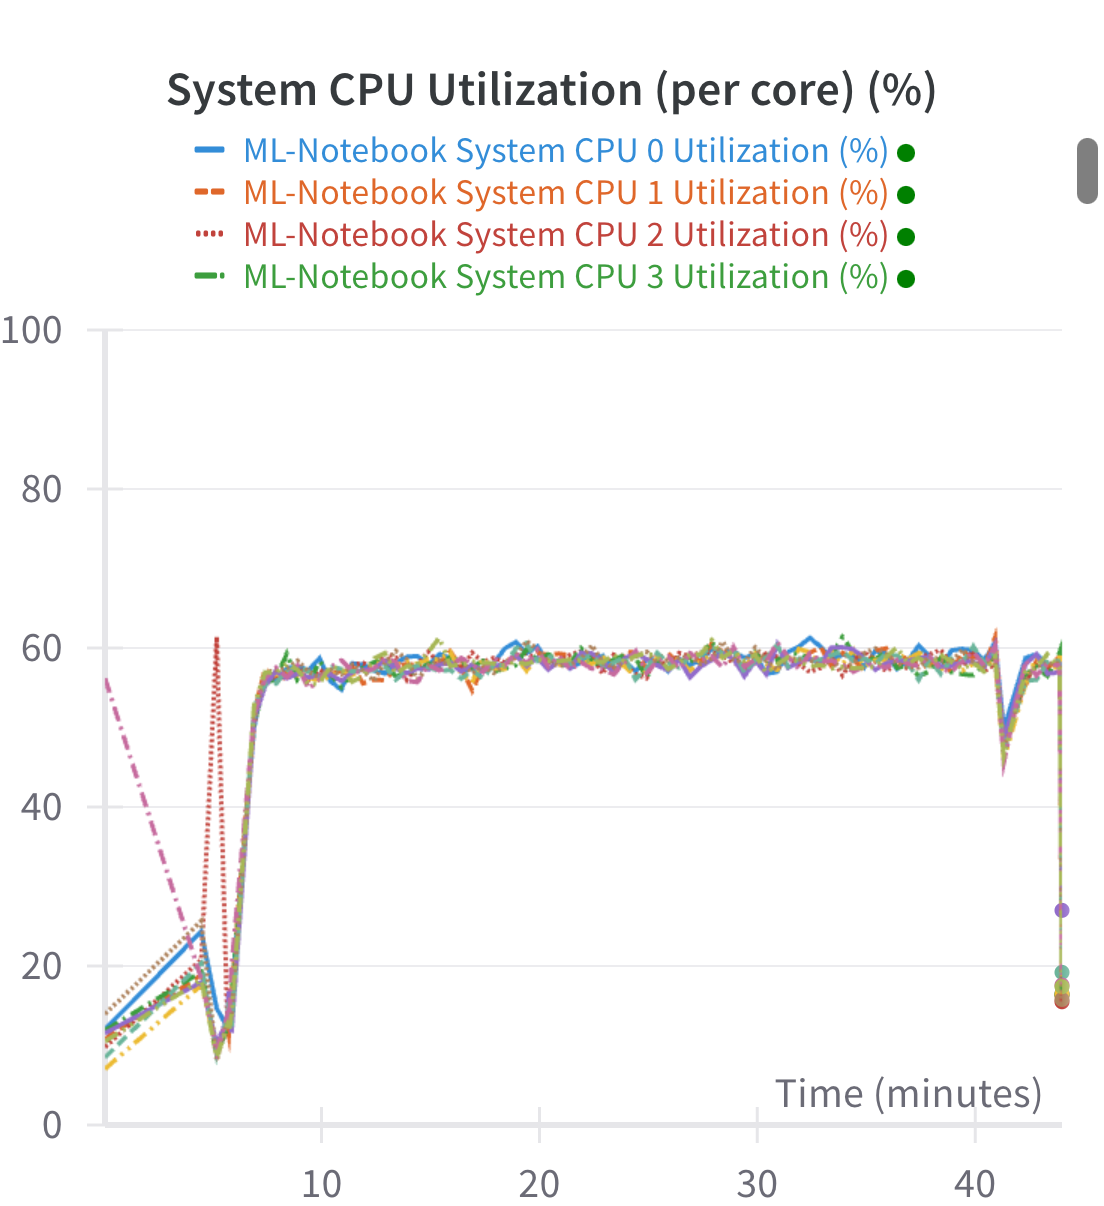 System CPU Utilization (per core) (%)
ML-Notebook System CPU 0 Utilization (%)
ML-Notebook System CPU 1 Utilization (%)
ML-Notebook System CPU 2 Utilization (%)
ML-Notebook System CPU 3 Utilization (%)
100
80
60
40
20
0
Time (minutes)
10 20 30 40